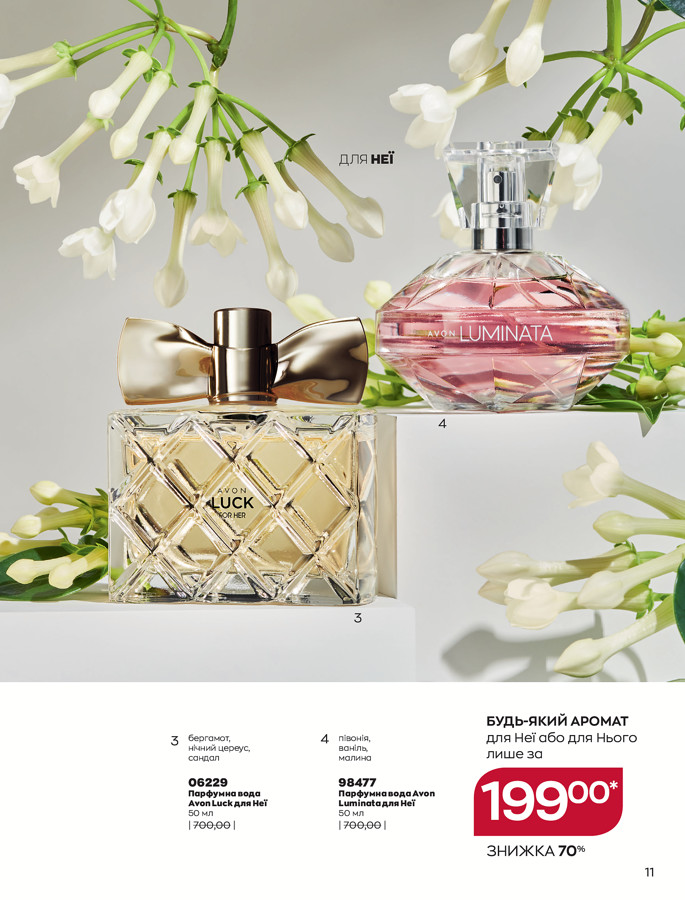 ДЛЯ НЕЇ
AVON LUMINATA
4
AVON
LUCK
FOR HER
3
3
бергамот,
нічний цереус,
сандал
06229
Парфумна вода
Avon Luck для Неї
50 мл
| 700,00 |
4
півонія,
ваніль,
малина
98477
Парфумна вода Avon
Luminata для Неї
50 мл
| 700,00 |
БУДЬ-ЯКИЙ АРОМАТ
для Неї або для Нього
лише за
19900*
ЗНИЖКА 70%
11